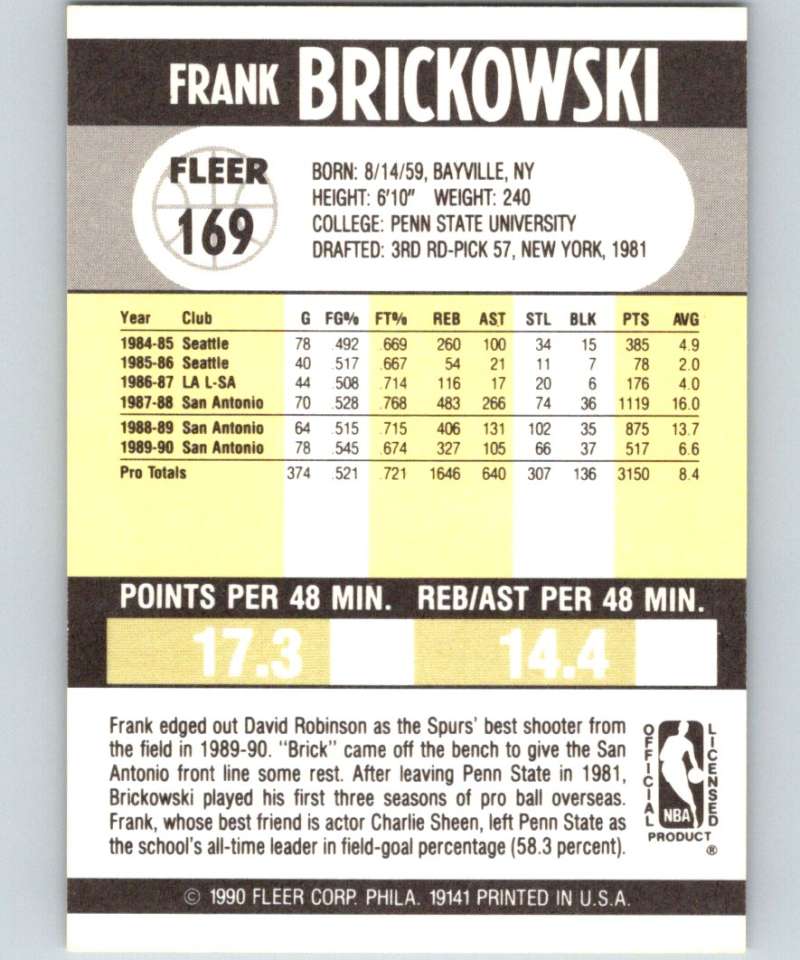 FRANK BRICKOWSKI
FLEER
169
BORN: 8/14/59, BAYVILLE, NY
HEIGHT: 6'10" WEIGHT: 240
COLLEGE: PENN STATE UNIVERSITY
DRAFTED: 3RD RD-PICK 57, NEW YORK, 1981
Year Club G FG% FT% REB AST STL BLK PTS AVG
1984-85 Seattle 78 .492 .669 260 100 34 15 385 4.9
1985-86 Seattle 40 .517 .667 54 21 11 7 78 2.0
1986-87 LA L-SA 44 .508 .714 116 17 20 6 176 4.0
1987-88 San Antonio 70 .528 .768 483 266 74 36 1119 16.0
1988-89 San Antonio 64 .515 .715 406 131 102 35 875 13.7
1989-90 San Antonio 78 .545 .674 327 105 66 37 517 6.6
Pro Totals 374 .521 .721 1646 640 307 136 3150 8.4
POINTS PER 48 MIN. REB/AST PER 48 MIN.
17.3 14.4
Frank edged out David Robinson as the Spurs' best shooter from
the field in 1989-90. "Brick" came off the bench to give the San
Antonio front line some rest. After leaving Penn State in 1981,
Brickowski played his first three seasons of pro ball overseas.
Frank, whose best friend is actor Charlie Sheen, left Penn State as
the school's all-time leader in field-goal percentage (58.3 percent).
OFFICIAL
NBA
LICENSED
PRODUCT
®
© 1990 FLEER CORP. PHILA. 19141 PRINTED IN U.S.A.